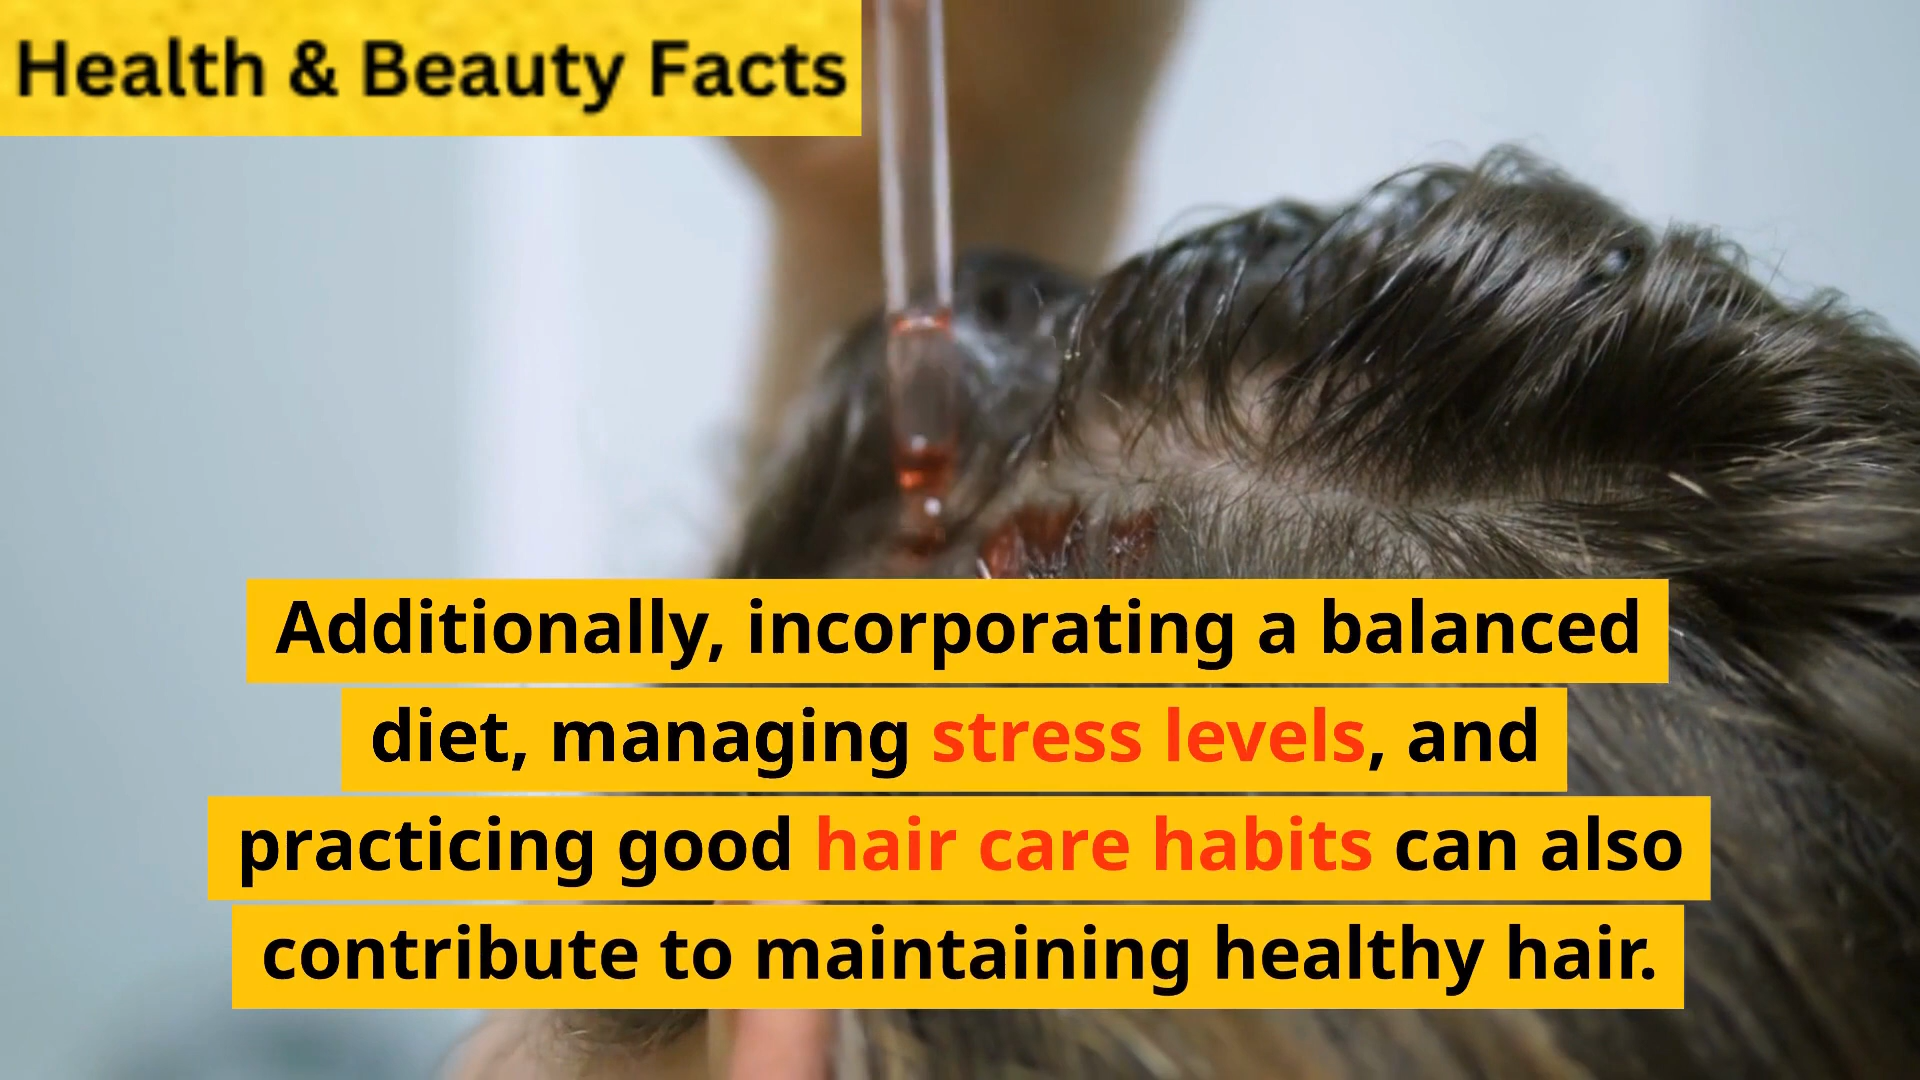 Health & Beauty Facts
Additionally, incorporating a balanced
diet, managing stress levels, and
practicing good hair care habits can also
contribute to maintaining healthy hair.